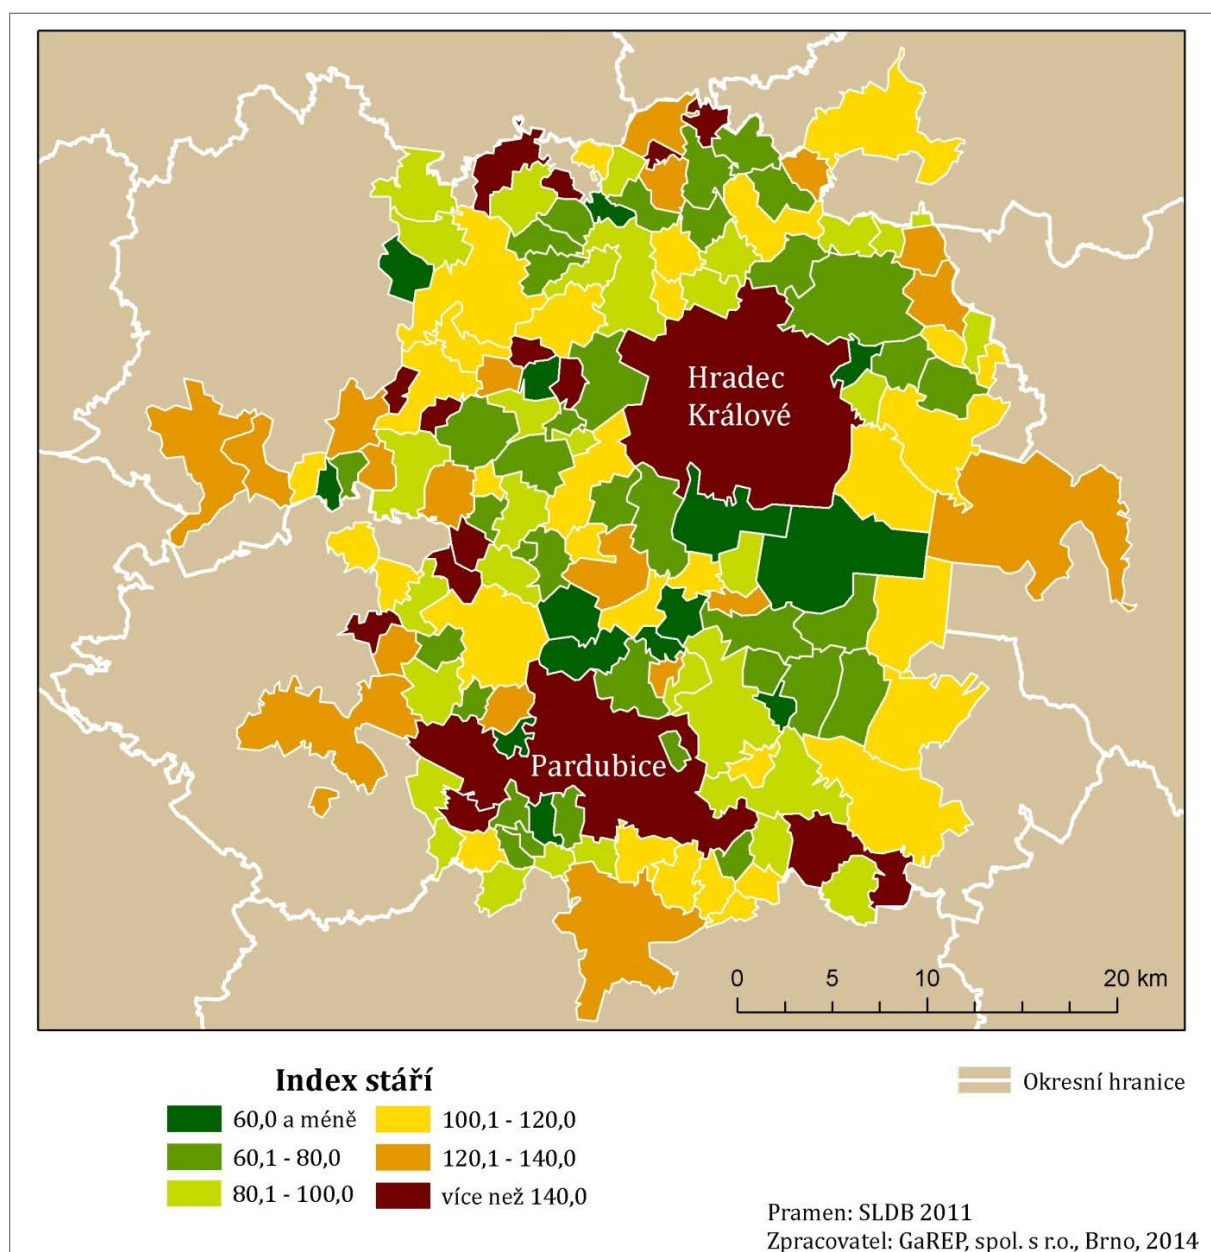 Hradec
Králové
Pardubice
0 5 10 20 km
Index stáří
60,0 a méně
60,1 - 80,0
80,1 - 100,0
100,1 - 120,0
120,1 - 140,0
více než 140,0
Okresní hranice
Pramen: SLDB 2011
Zpracovatel: GaREP, spol. s r.o., Brno, 2014